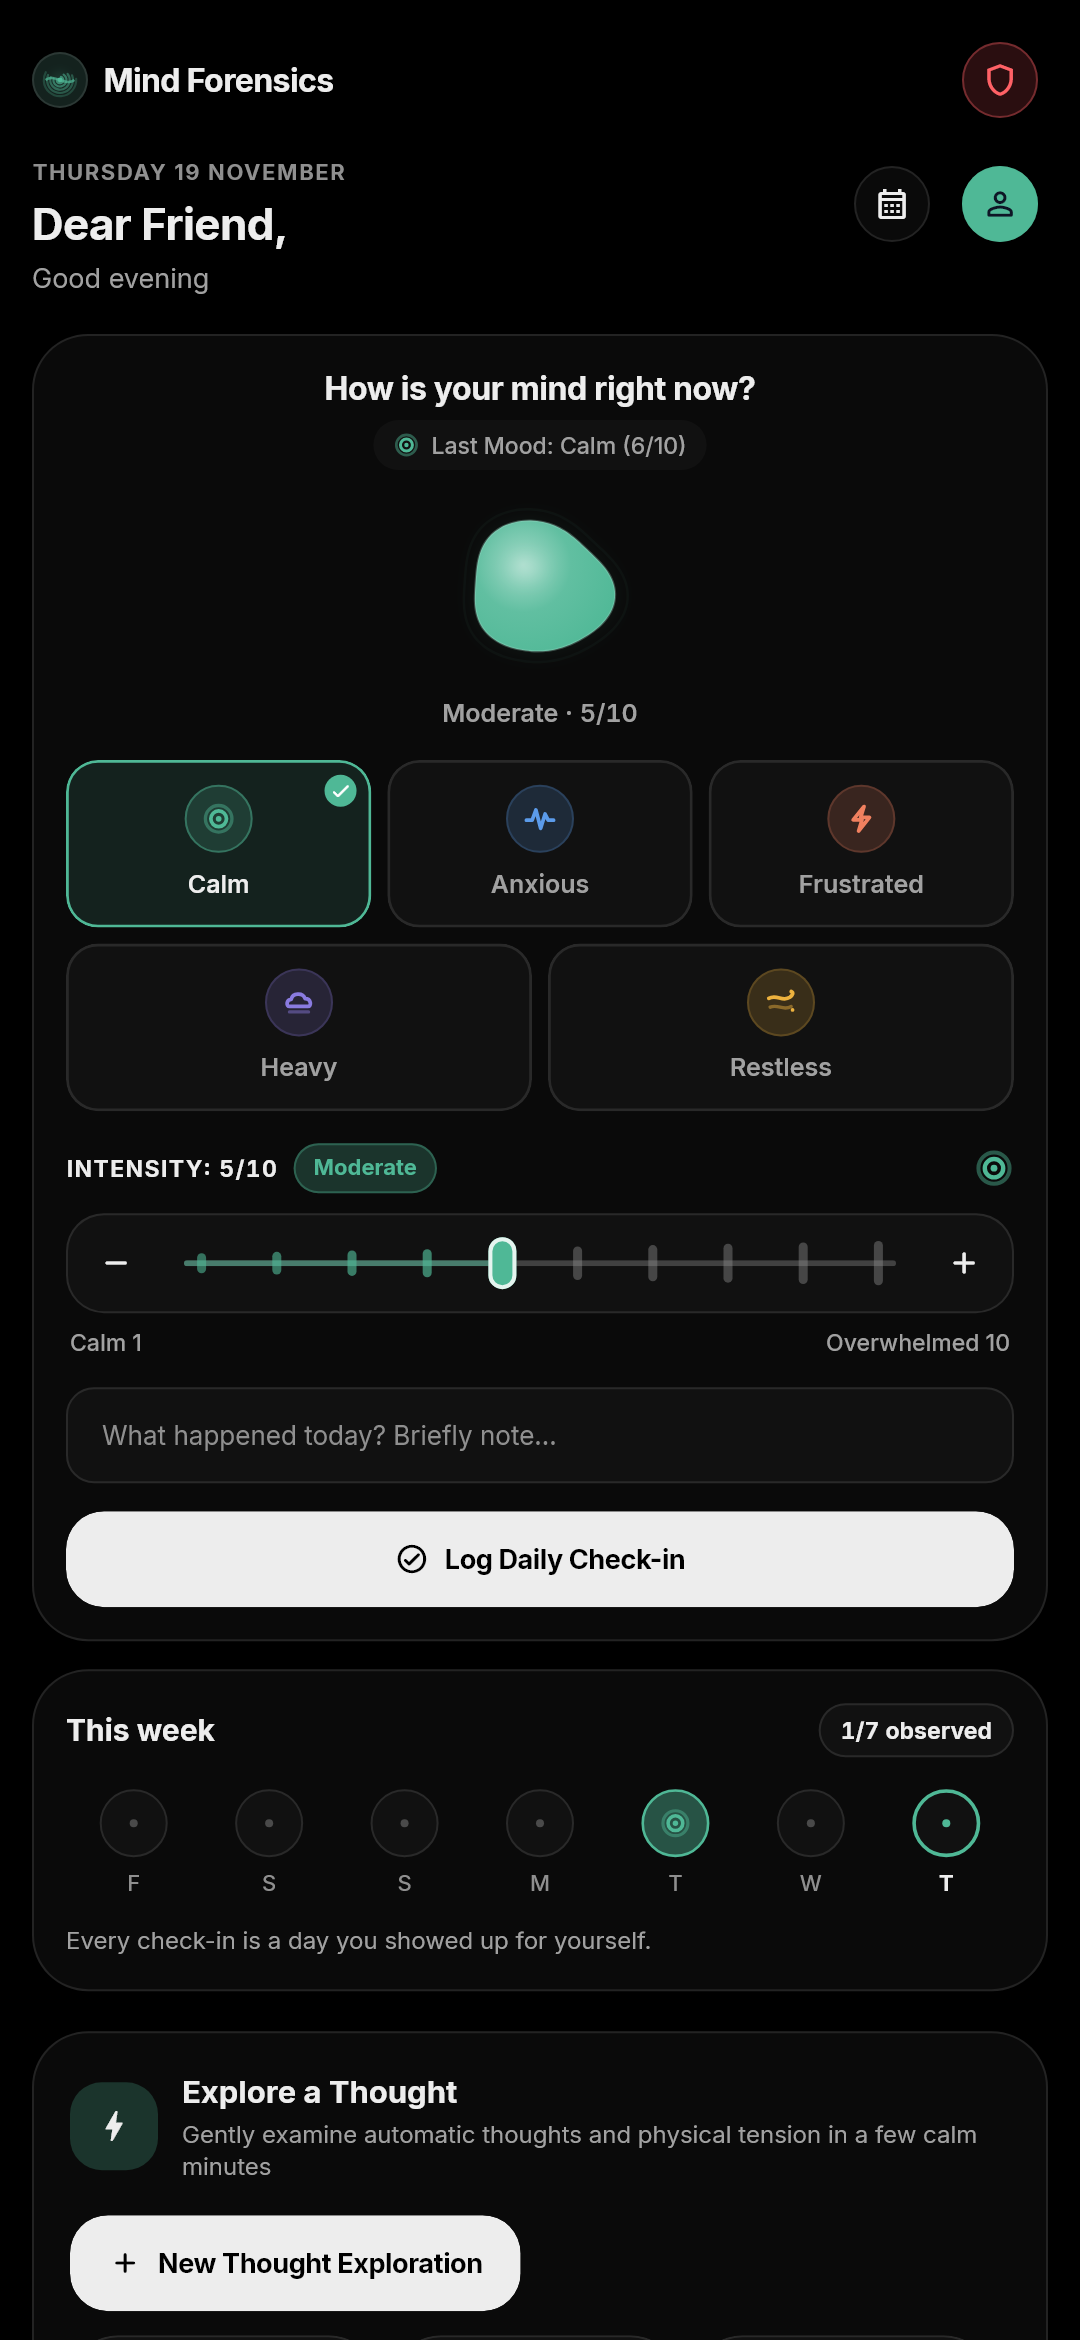 Mind Forensics
THURSDAY 19 NOVEMBER
Dear Friend,
Good evening
How is your mind right now?
Last Mood: Calm (6/10)
Moderate · 5/10
Calm
Anxious
Frustrated
Heavy
Restless
INTENSITY: 5/10
Moderate
Calm 1
Overwhelmed 10
What happened today? Briefly note...
Log Daily Check-in
This week
1/7 observed
F
S
S
M
T
W
T
Every check-in is a day you showed up for yourself.
Explore a Thought
Gently examine automatic thoughts and physical tension in a few calm
minutes
New Thought Exploration